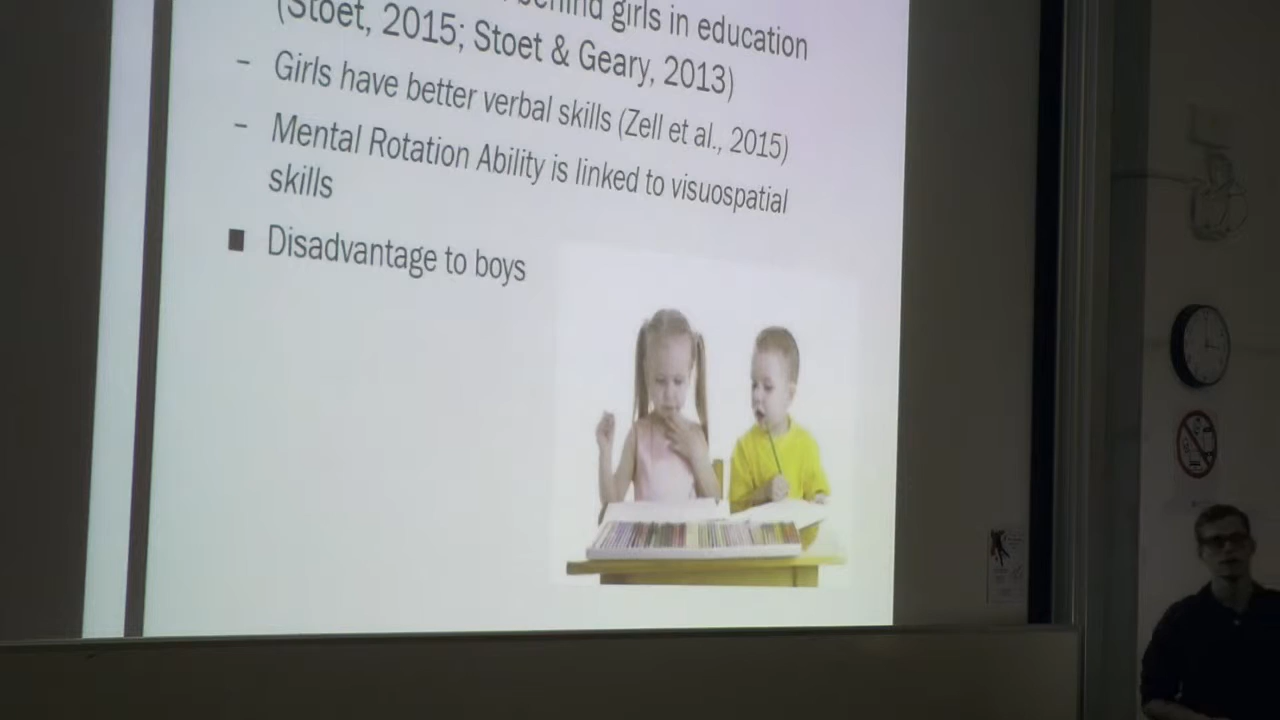 behind girls in education
(Stoet, 2015; Stoet & Geary, 2013)
– Girls have better verbal skills (Zell et al., 2015)
– Mental Rotation Ability is linked to visuospatial
skills
■ Disadvantage to boys